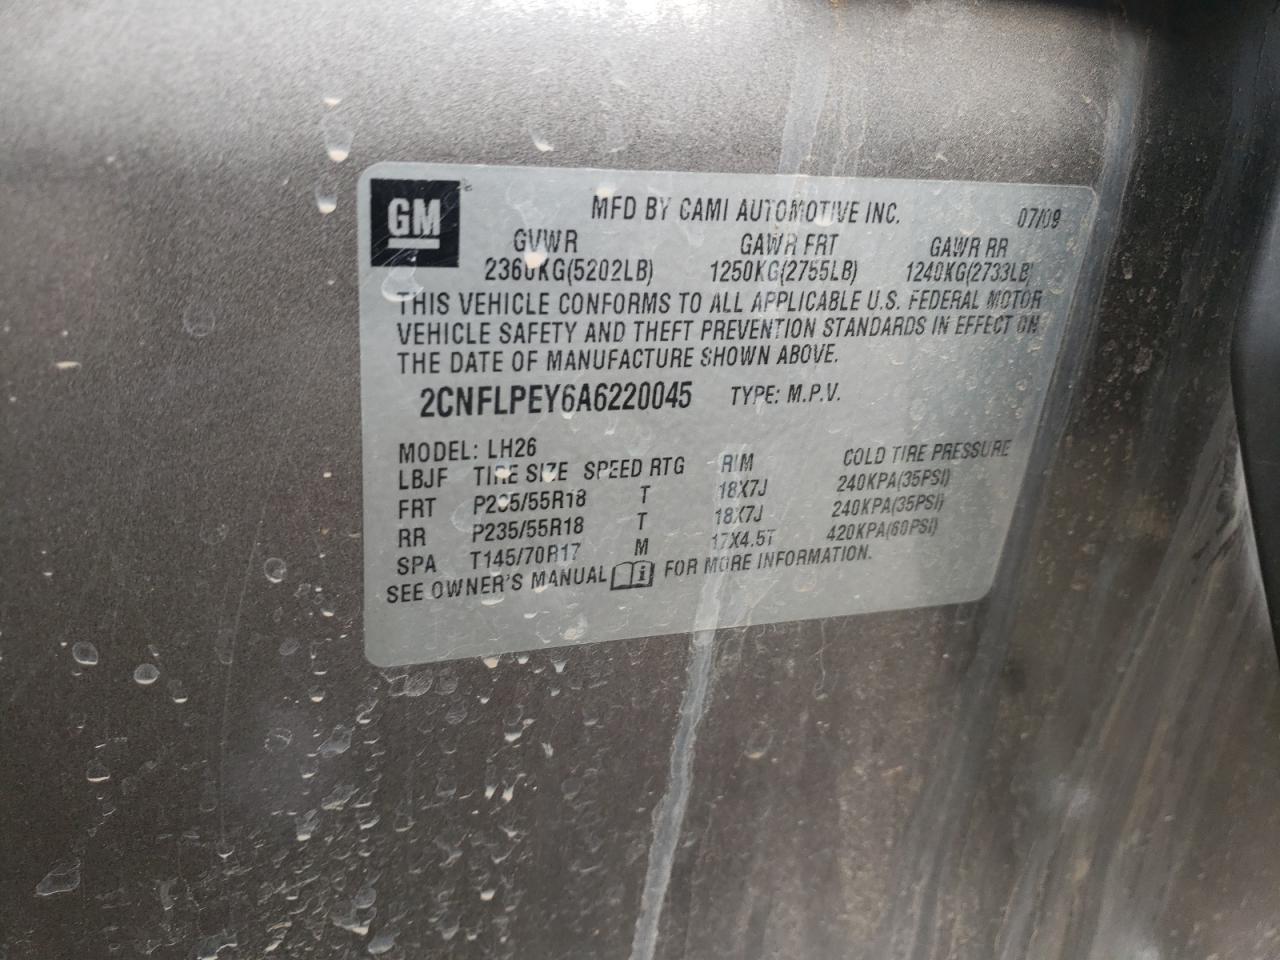 GM
MFD BY CAMI AUTOMOTIVE INC. 07/09
GVWR GAWR FRT GAWR RR
2360KG(5202LB) 1250KG(2755LB) 1240KG(2733LB)
THIS VEHICLE CONFORMS TO ALL APPLICABLE U.S. FEDERAL MOTOR
VEHICLE SAFETY AND THEFT PREVENTION STANDARDS IN EFFECT ON
THE DATE OF MANUFACTURE SHOWN ABOVE.
2CNFLPEY6A6220045 TYPE: M.P.V.
MODEL: LH26
LBJF TIRE SIZE SPEED RTG RIM COLD TIRE PRESSURE
FRT P235/55R18 T 18X7J 240KPA(35PSI)
RR P235/55R18 T 18X7J 240KPA(35PSI)
SPA T145/70R17 M 17X4.5T 420KPA(60PSI)
SEE OWNER'S MANUAL FOR MORE INFORMATION.